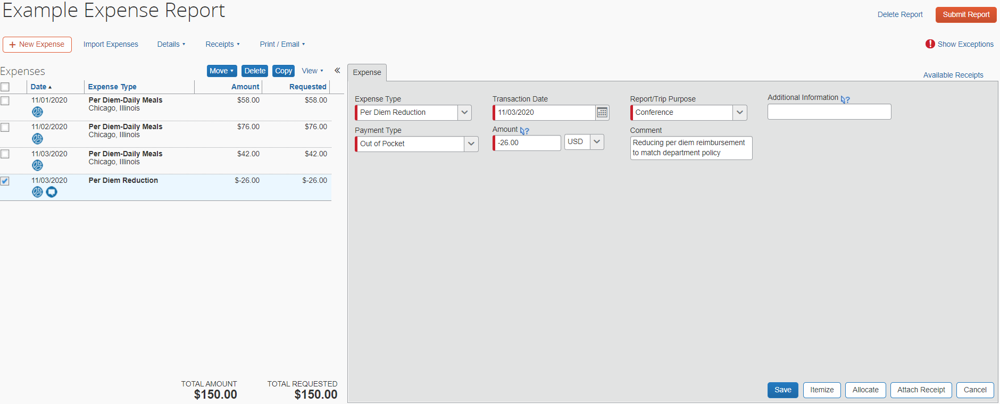 Example Expense Report
Delete Report
Submit Report
+ New Expense
Import Expenses
Details
Receipts
Print / Email
! Show Exceptions
Expenses
Move
Delete
Copy
View
«
Date
Expense Type
Amount
Requested
11/01/2020
Per Diem-Daily Meals
$58.00
$58.00
Chicago, Illinois
11/02/2020
Per Diem-Daily Meals
$76.00
$76.00
Chicago, Illinois
11/03/2020
Per Diem-Daily Meals
$42.00
$42.00
Chicago, Illinois
11/03/2020
Per Diem Reduction
$-26.00
$-26.00
TOTAL AMOUNT
$150.00
TOTAL REQUESTED
$150.00
Expense
Available Receipts
Expense Type
Per Diem Reduction
Transaction Date
11/03/2020
Report/Trip Purpose
Conference
Additional Information ?
Payment Type
Out of Pocket
Amount ?
-26.00
USD
Comment
Reducing per diem reimbursement
to match department policy
Save
Itemize
Allocate
Attach Receipt
Cancel